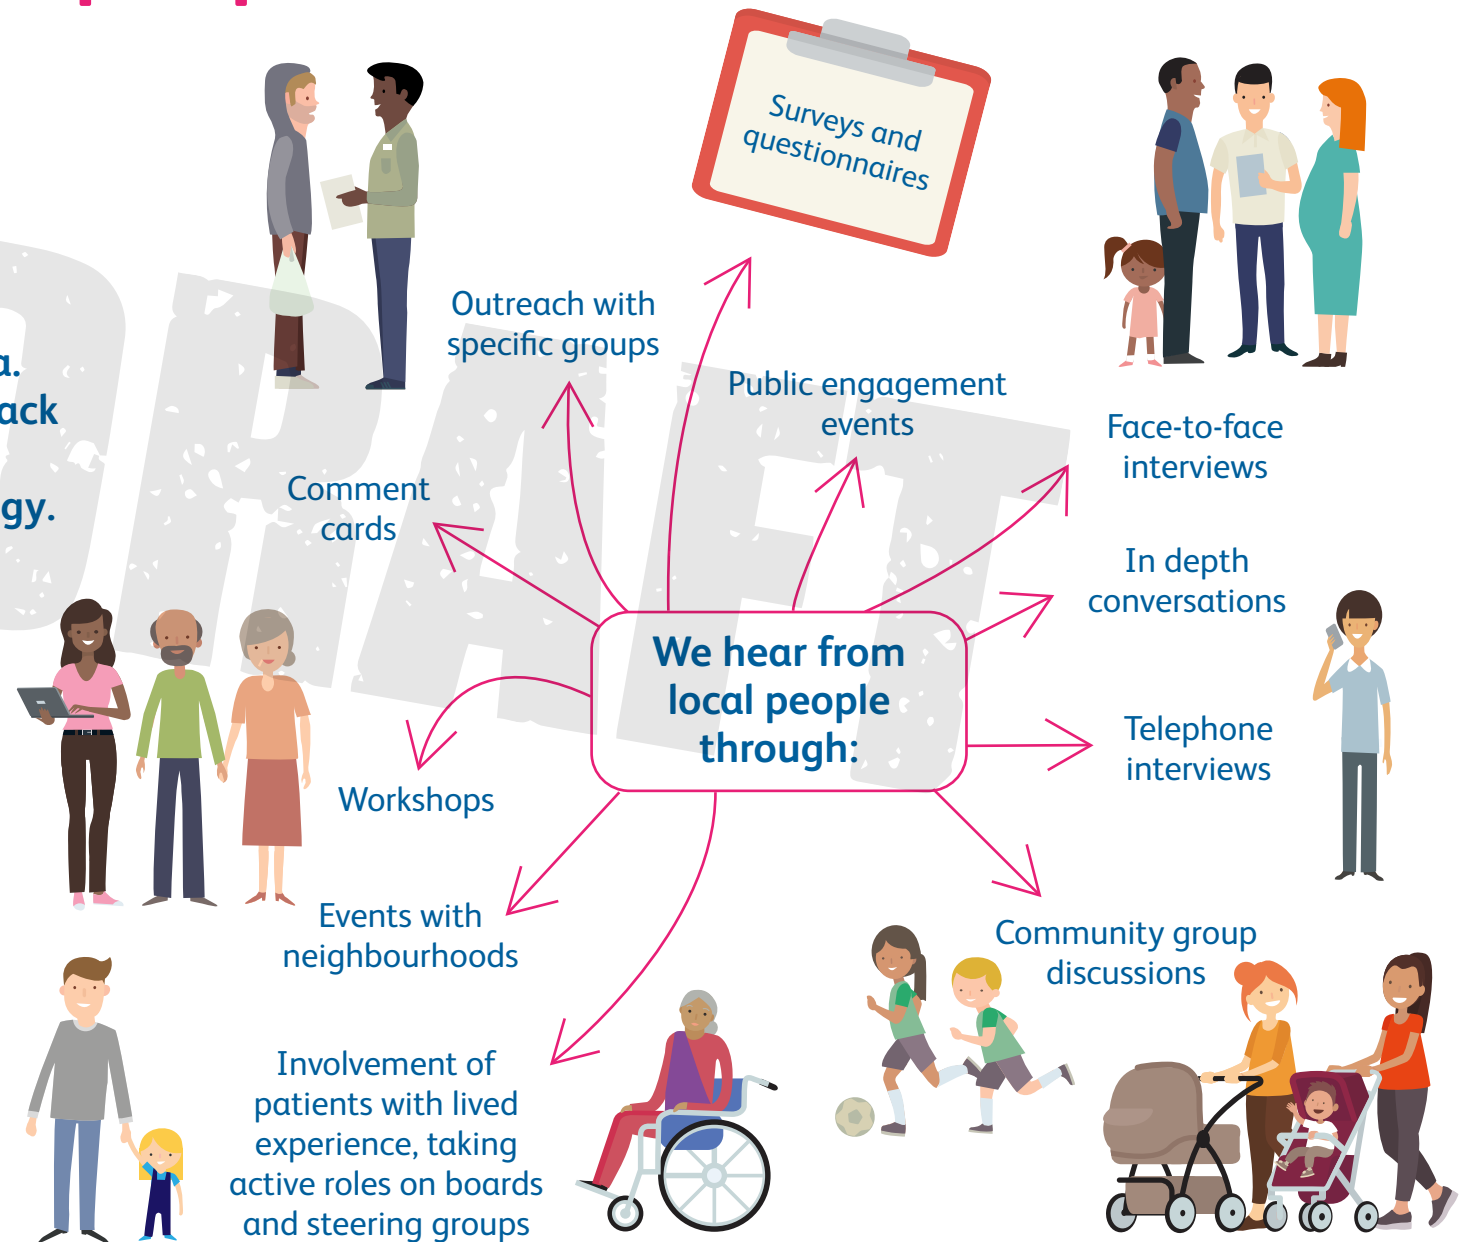 Surveys and
questionnaires
Outreach with
specific groups
Public engagement
events
Face-to-face
interviews
Comment
cards
In depth
conversations
We hear from
local people
through:
Telephone
interviews
Workshops
Events with
neighbourhoods
Community group
discussions
Involvement of
patients with lived
experience, taking
active roles on boards
and steering groups
DRAFT